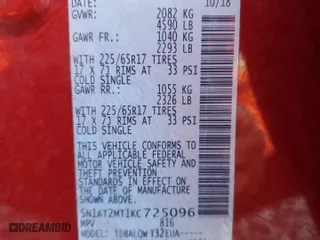 DATE: 10/18
GVWR: 2082 KG
4590 LB
GAWR FR.: 1040 KG
2293 LB
WITH 225/65R17 TIRES
17 X 7J RIMS AT 33 PSI
COLD SINGLE
GAWR RR.: 1055 KG
2326 LB
WITH 225/65R17 TIRES
17 X 7J RIMS AT 33 PSI
COLD SINGLE
THIS VEHICLE CONFORMS TO
ALL APPLICABLE FEDERAL
MOTOR VEHICLE SAFETY
AND THEFT PREVENTION
STANDARDS IN EFFECT ON THE
DATE OF MANUFACTURE
SHOWN ABOVE.
5N1AT2MT1KC725096
MPV 816
MODEL: